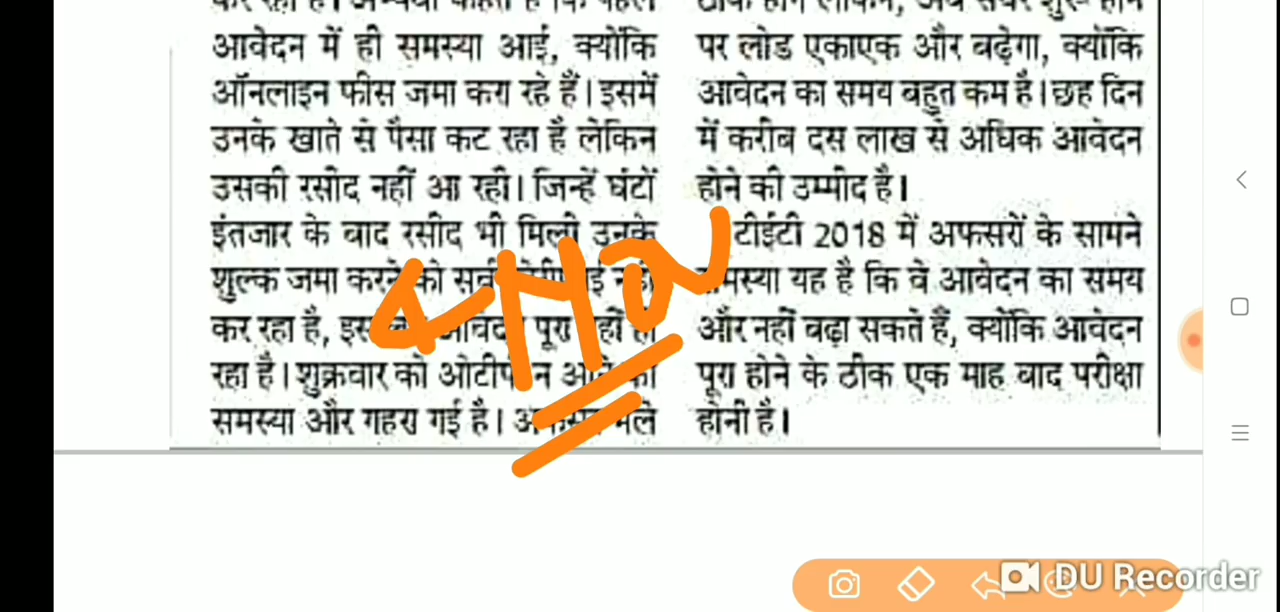 आवेदन में ही समस्या आई, क्योंकि
ऑनलाइन फीस जमा करा रहे हैं। इसमें
उनके खाते से पैसा कट रहा है लेकिन
उसकी रसीद नहीं आ रही। जिन्हें घंटों
इंतजार के बाद रसीद भी मिली उनके
शुल्क जमा करने को
कर रहा है, पूरा
रहा है। शुक्रवार को
समस्या और गहरा गई है।
पर लोड एकाएक और बढ़ेगा, क्योंकि
आवेदन का समय बहुत कम है। छह दिन
में करीब दस लाख से अधिक आवेदन
होने की उम्मीद है।
टीईटी 2018 में अफसरों के सामने
समस्या यह है कि वे आवेदन का समय
और नहीं बढ़ा सकते हैं, क्योंकि आवेदन
पूरा होने के ठीक एक माह बाद परीक्षा
होनी है।
DU Recorder